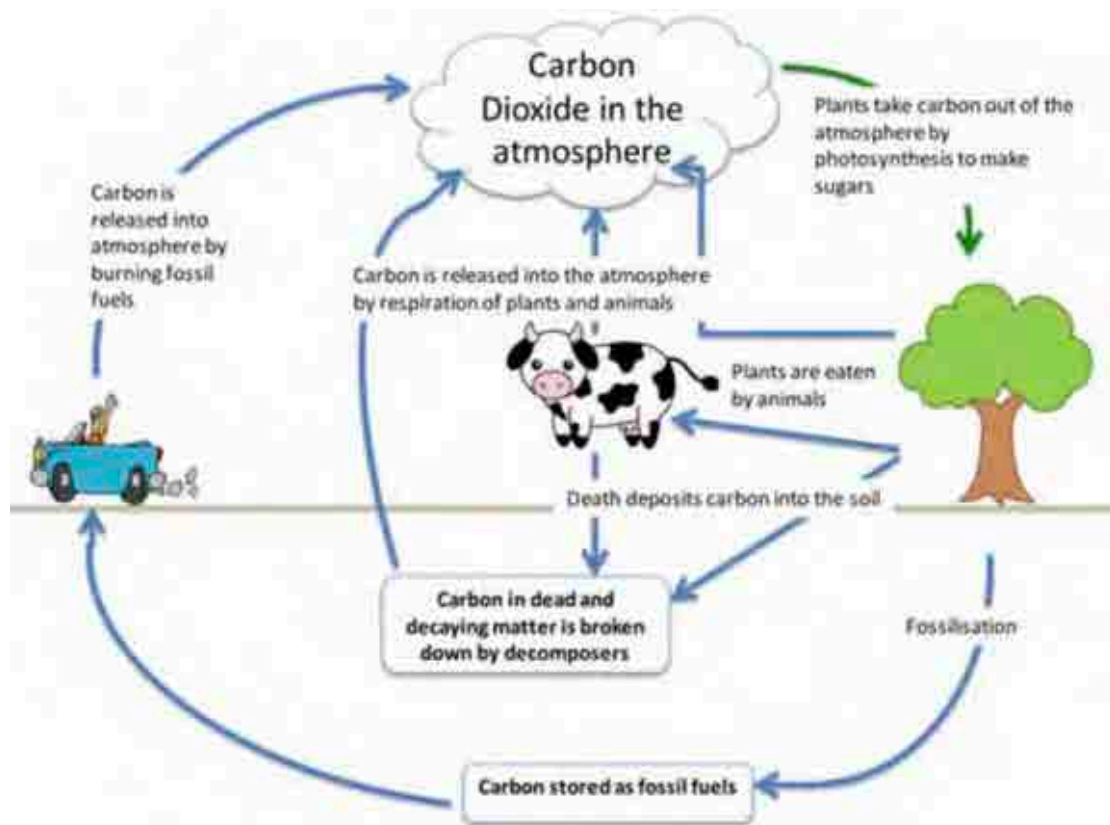 Carbon
Dioxide in the
atmosphere
Plants take carbon out of the
atmosphere by
photosynthesis to make
sugars
Carbon is
released into
atmosphere by
burning fossil
fuels
Carbon is released into the atmosphere
by respiration of plants and animals
Plants are eaten
by animals
Death deposits carbon into the soil
Carbon in dead and
decaying matter is broken
down by decomposers
Fossilisation
Carbon stored as fossil fuels